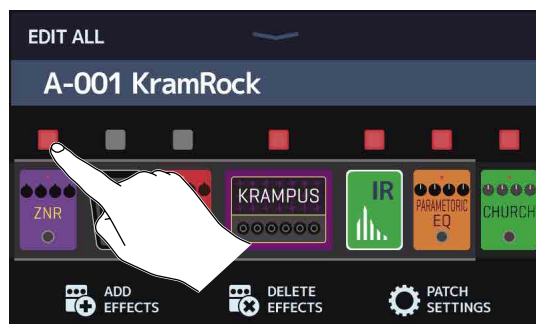 EDIT ALL
A-001 KramRock
ZNR
KRAMPUS
IR
PARAMETORIC
EQ
CHURCH
ADD
EFFECTS
DELETE
EFFECTS
PATCH
SETTINGS